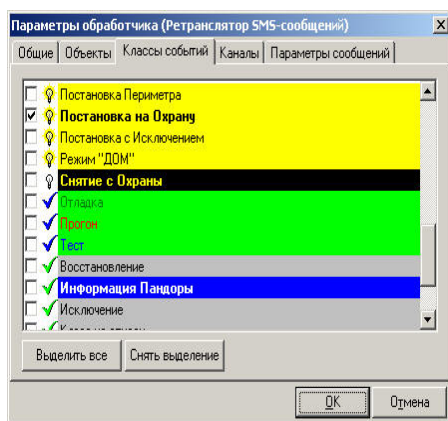 Параметры обработчика (Ретранслятор SMS-сообщений)
Общие Объекты Классы событий Каналы Параметры сообщений
Постановка Периметра
Постановка на Охрану
Постановка с Исключением
Режим "ДОМ"
Снятие с Охраны
Отладка
Прогон
Тест
Восстановление
Информация Пандоры
Исключение
Выделить все Снять выделение
OK Отмена